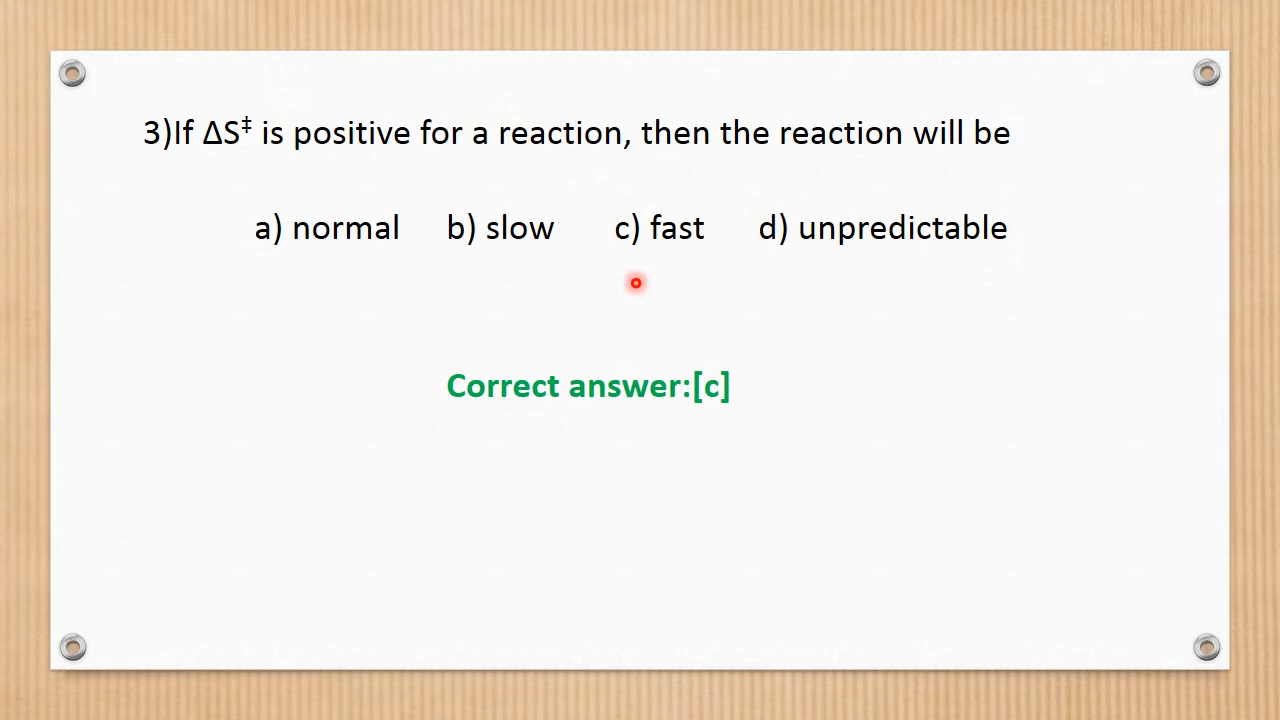 3)If ΔS‡ is positive for a reaction, then the reaction will be
a) normal b) slow c) fast d) unpredictable
Correct answer:[c]